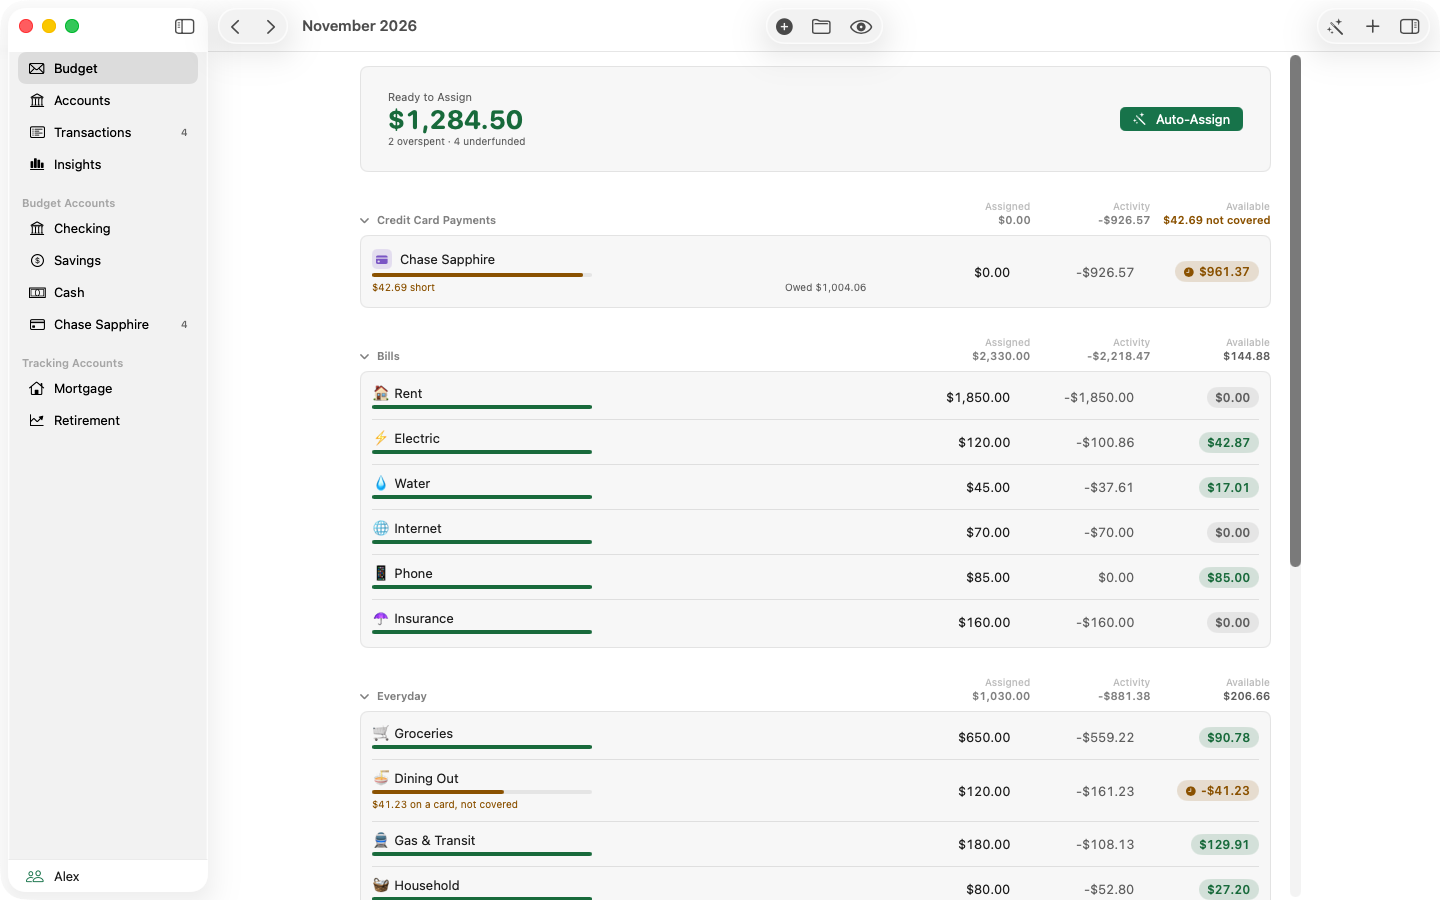 November 2026
Budget
Accounts
Transactions 4
Insights
Budget Accounts
Checking
Savings
Cash
Chase Sapphire 4
Tracking Accounts
Mortgage
Retirement
Alex
Ready to Assign
$1,284.50
2 overspent · 4 underfunded
Auto-Assign
Assigned Activity Available
Credit Card Payments $0.00 -$926.57 $42.69 not covered
Chase Sapphire $0.00 -$926.57 $961.37
$42.69 short Owed $1,004.06
Assigned Activity Available
Bills $2,330.00 -$2,218.47 $144.88
Rent $1,850.00 -$1,850.00 $0.00
Electric $120.00 -$100.86 $42.87
Water $45.00 -$37.61 $17.01
Internet $70.00 -$70.00 $0.00
Phone $85.00 $0.00 $85.00
Insurance $160.00 -$160.00 $0.00
Assigned Activity Available
Everyday $1,030.00 -$881.38 $206.66
Groceries $650.00 -$559.22 $90.78
Dining Out $120.00 -$161.23 -$41.23
$41.23 on a card, not covered
Gas & Transit $180.00 -$108.13 $129.91
Household $80.00 -$52.80 $27.20